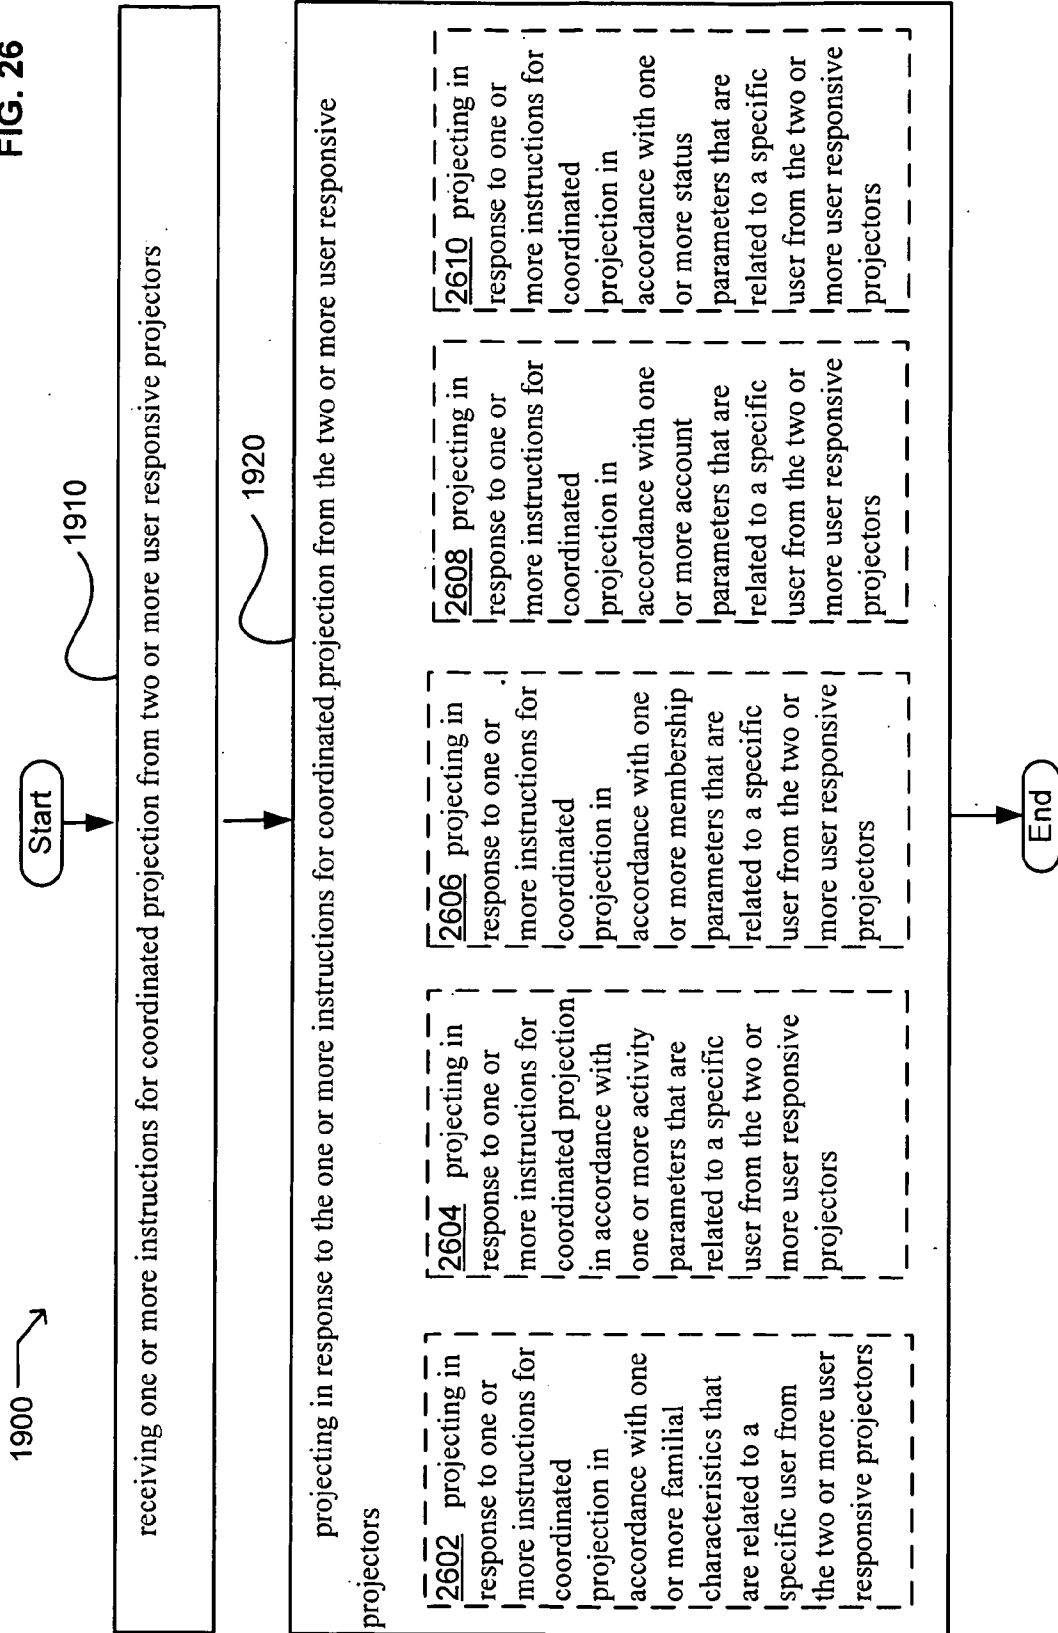 FIG. 26
1900
Start
1910
receiving one or more instructions for coordinated projection from two or more user responsive projectors
1920
projecting in response to the one or more instructions for coordinated projection from the two or more user responsive
projectors
2602 projecting in
response to one or
more instructions for
coordinated
projection in
accordance with one
or more familial
characteristics that
are related to a
specific user from
the two or more user
responsive projectors
2604 projecting in
response to one or
more instructions for
coordinated projection
in accordance with
one or more activity
parameters that are
related to a specific
user from the two or
more user responsive
projectors
2606 projecting in
response to one or
more instructions for
coordinated
projection in
accordance with one
or more membership
parameters that are
related to a specific
user from the two or
more user responsive
projectors
2608 projecting in
response to one or
more instructions for
coordinated
projection in
accordance with one
or more account
parameters that are
related to a specific
user from the two or
more user responsive
projectors
2610 projecting in
response to one or
more instructions for
coordinated
projection in
accordance with one
or more status
parameters that are
related to a specific
user from the two or
more user responsive
projectors
End